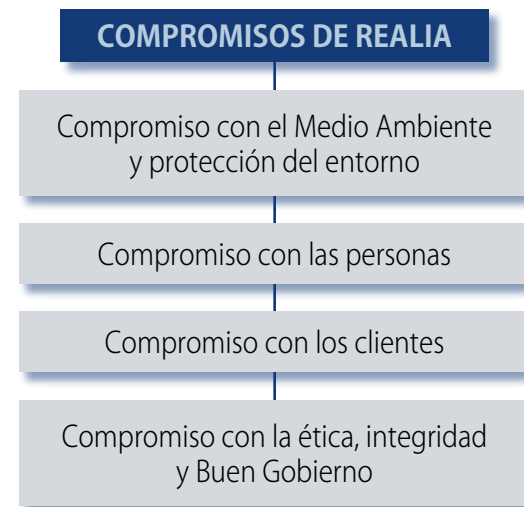 COMPROMISOS DE REALIA
Compromiso con el Medio Ambiente
y protección del entorno
Compromiso con las personas
Compromiso con los clientes
Compromiso con la ética, integridad
y Buen Gobierno